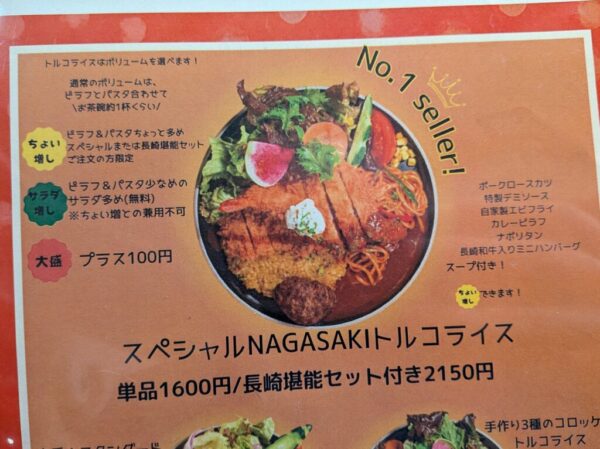 トルコライスはボリュームを選べます！
通常のボリュームは、
ピラフとパスタ合わせて
\お茶碗約1杯くらい/
ちょい
増し
ピラフ＆パスタちょっと多め
スペシャルまたは長崎堪能セット
ご注文の方限定
サラダ
増し
ピラフ＆パスタ少なめの
サラダ多め(無料)
※ちょい増との兼用不可
大盛
プラス100円
No.1 seller!
ポークロースカツ
特製デミソース
自家製エビフライ
カレーピラフ
ナポリタン
長崎和牛入りミニハンバーグ
スープ付き！
ちょい
増し
できます！
スペシャルNAGASAKIトルコライス
単品1600円/長崎堪能セット付き2150円
手作り3種のコロッケ
トルコライス